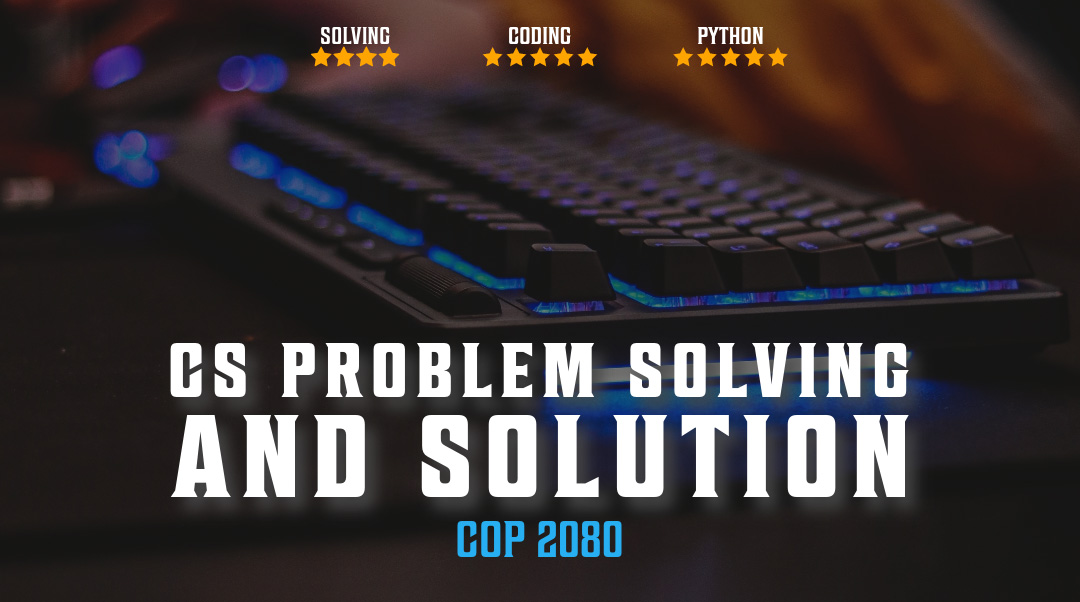 SOLVING CODING PYTHON
CS PROBLEM SOLVING
AND SOLUTION
COP 2080